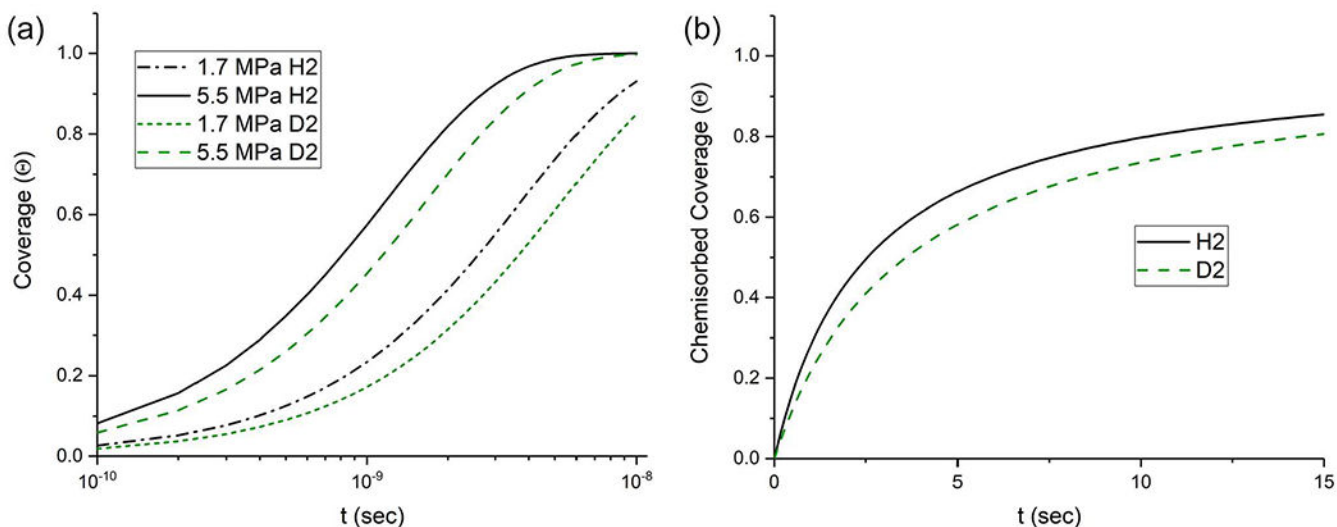 (a)
1.7 MPa H2
5.5 MPa H2
1.7 MPa D2
5.5 MPa D2
Coverage (Θ)
1.0
0.8
0.6
0.4
0.2
0.0
10⁻¹⁰
10⁻⁹
10⁻⁸
t (sec)
(b)
H2
D2
Chemisorbed Coverage (Θ)
1.0
0.8
0.6
0.4
0.2
0.0
0
5
10
15
t (sec)